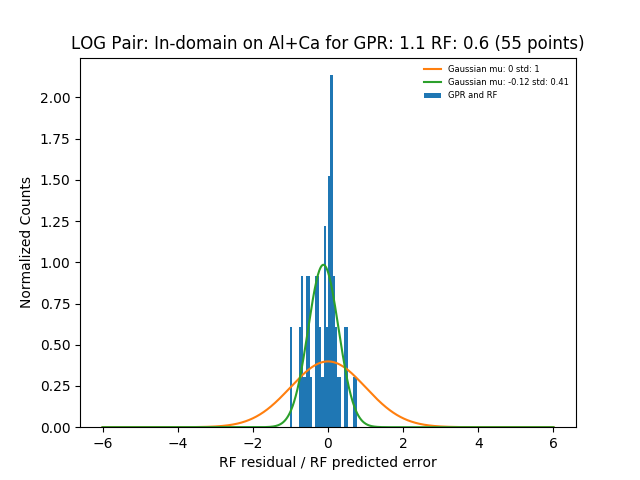 LOG Pair: In-domain on Al+Ca for GPR: 1.1 RF: 0.6 (55 points)
Gaussian mu: 0 std: 1
Gaussian mu: -0.12 std: 0.41
GPR and RF
Normalized Counts
2.00
1.75
1.50
1.25
1.00
0.75
0.50
0.25
0.00
−6 −4 −2 0 2 4 6
RF residual / RF predicted error